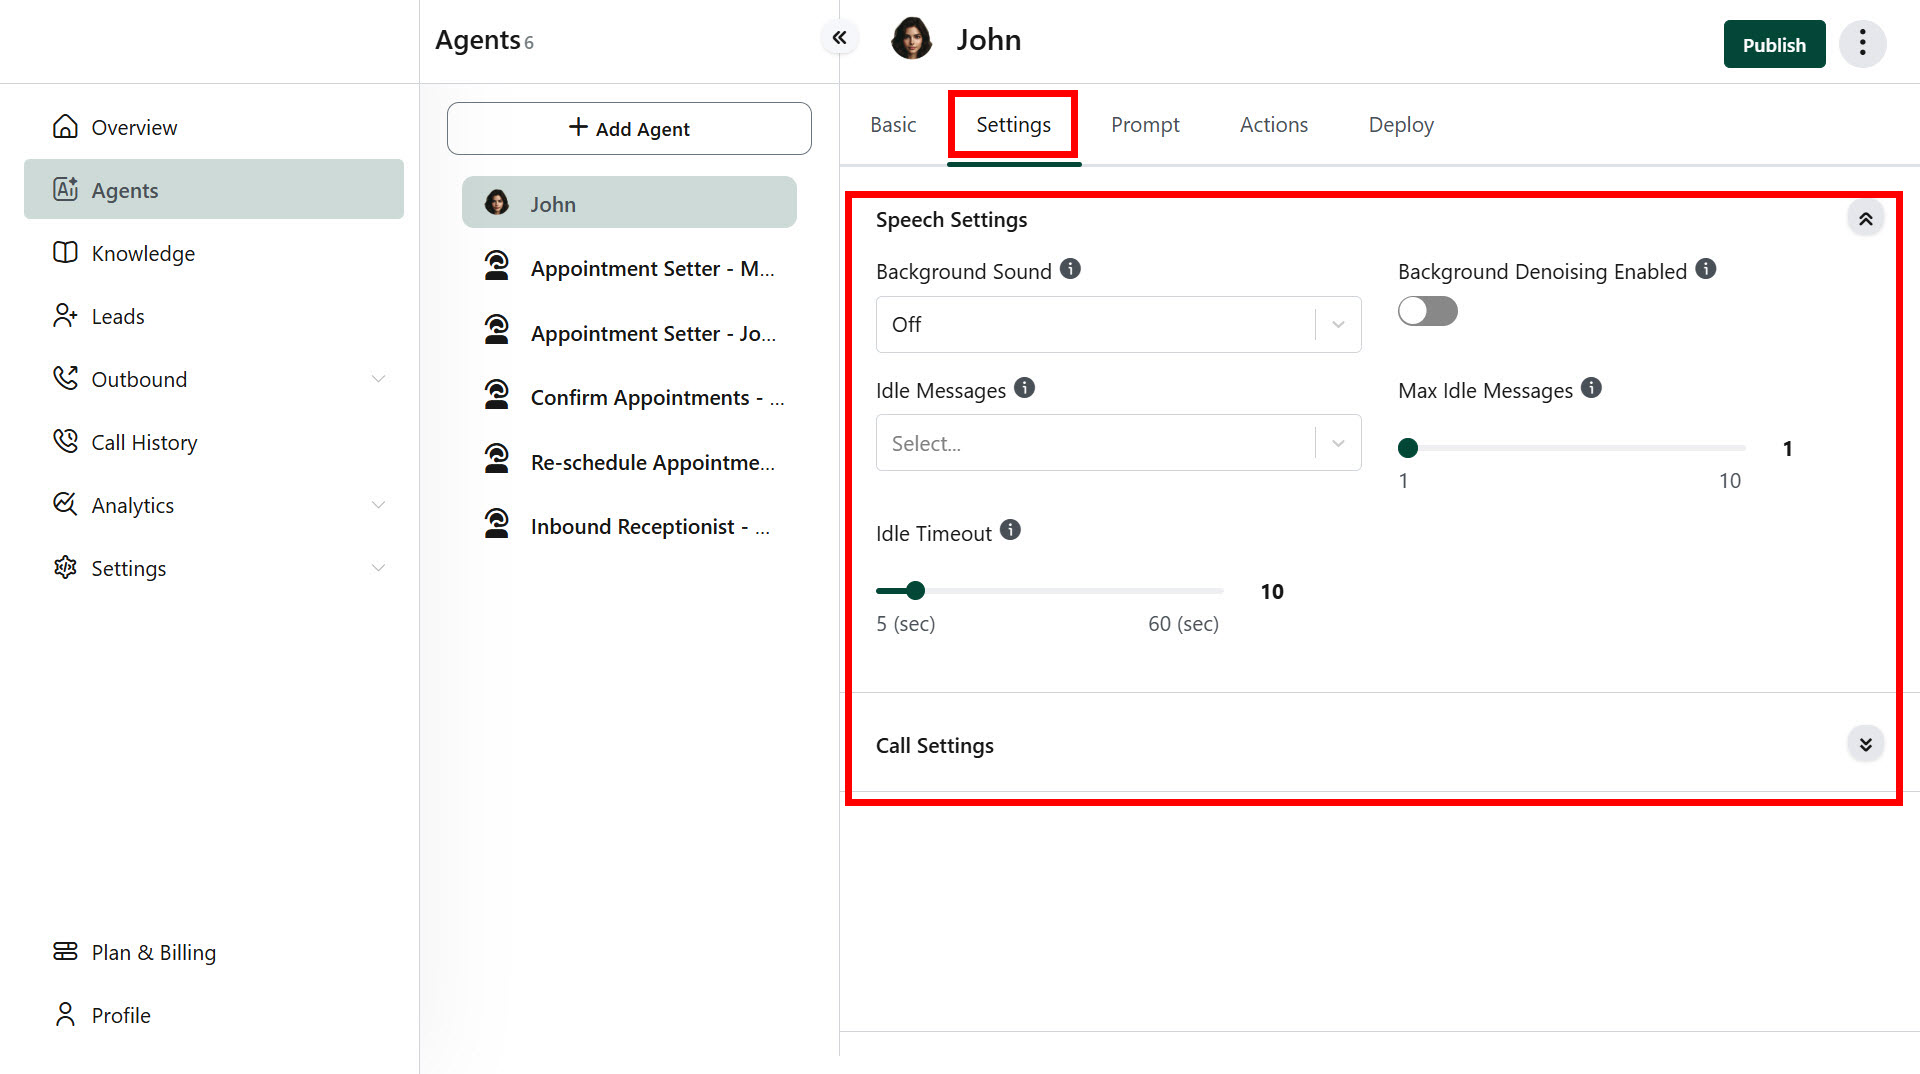 Agents 6
John
Publish
Overview
Agents
Knowledge
Leads
Outbound
Call History
Analytics
Settings
Plan & Billing
Profile
+ Add Agent
John
Appointment Setter - M...
Appointment Setter - Jo...
Confirm Appointments - ...
Re-schedule Appointme...
Inbound Receptionist - ...
Basic Settings Prompt Actions Deploy
Speech Settings
Background Sound
Off
Background Denoising Enabled
Idle Messages
Select...
Max Idle Messages
1
1 10
Idle Timeout
10
5 (sec) 60 (sec)
Call Settings